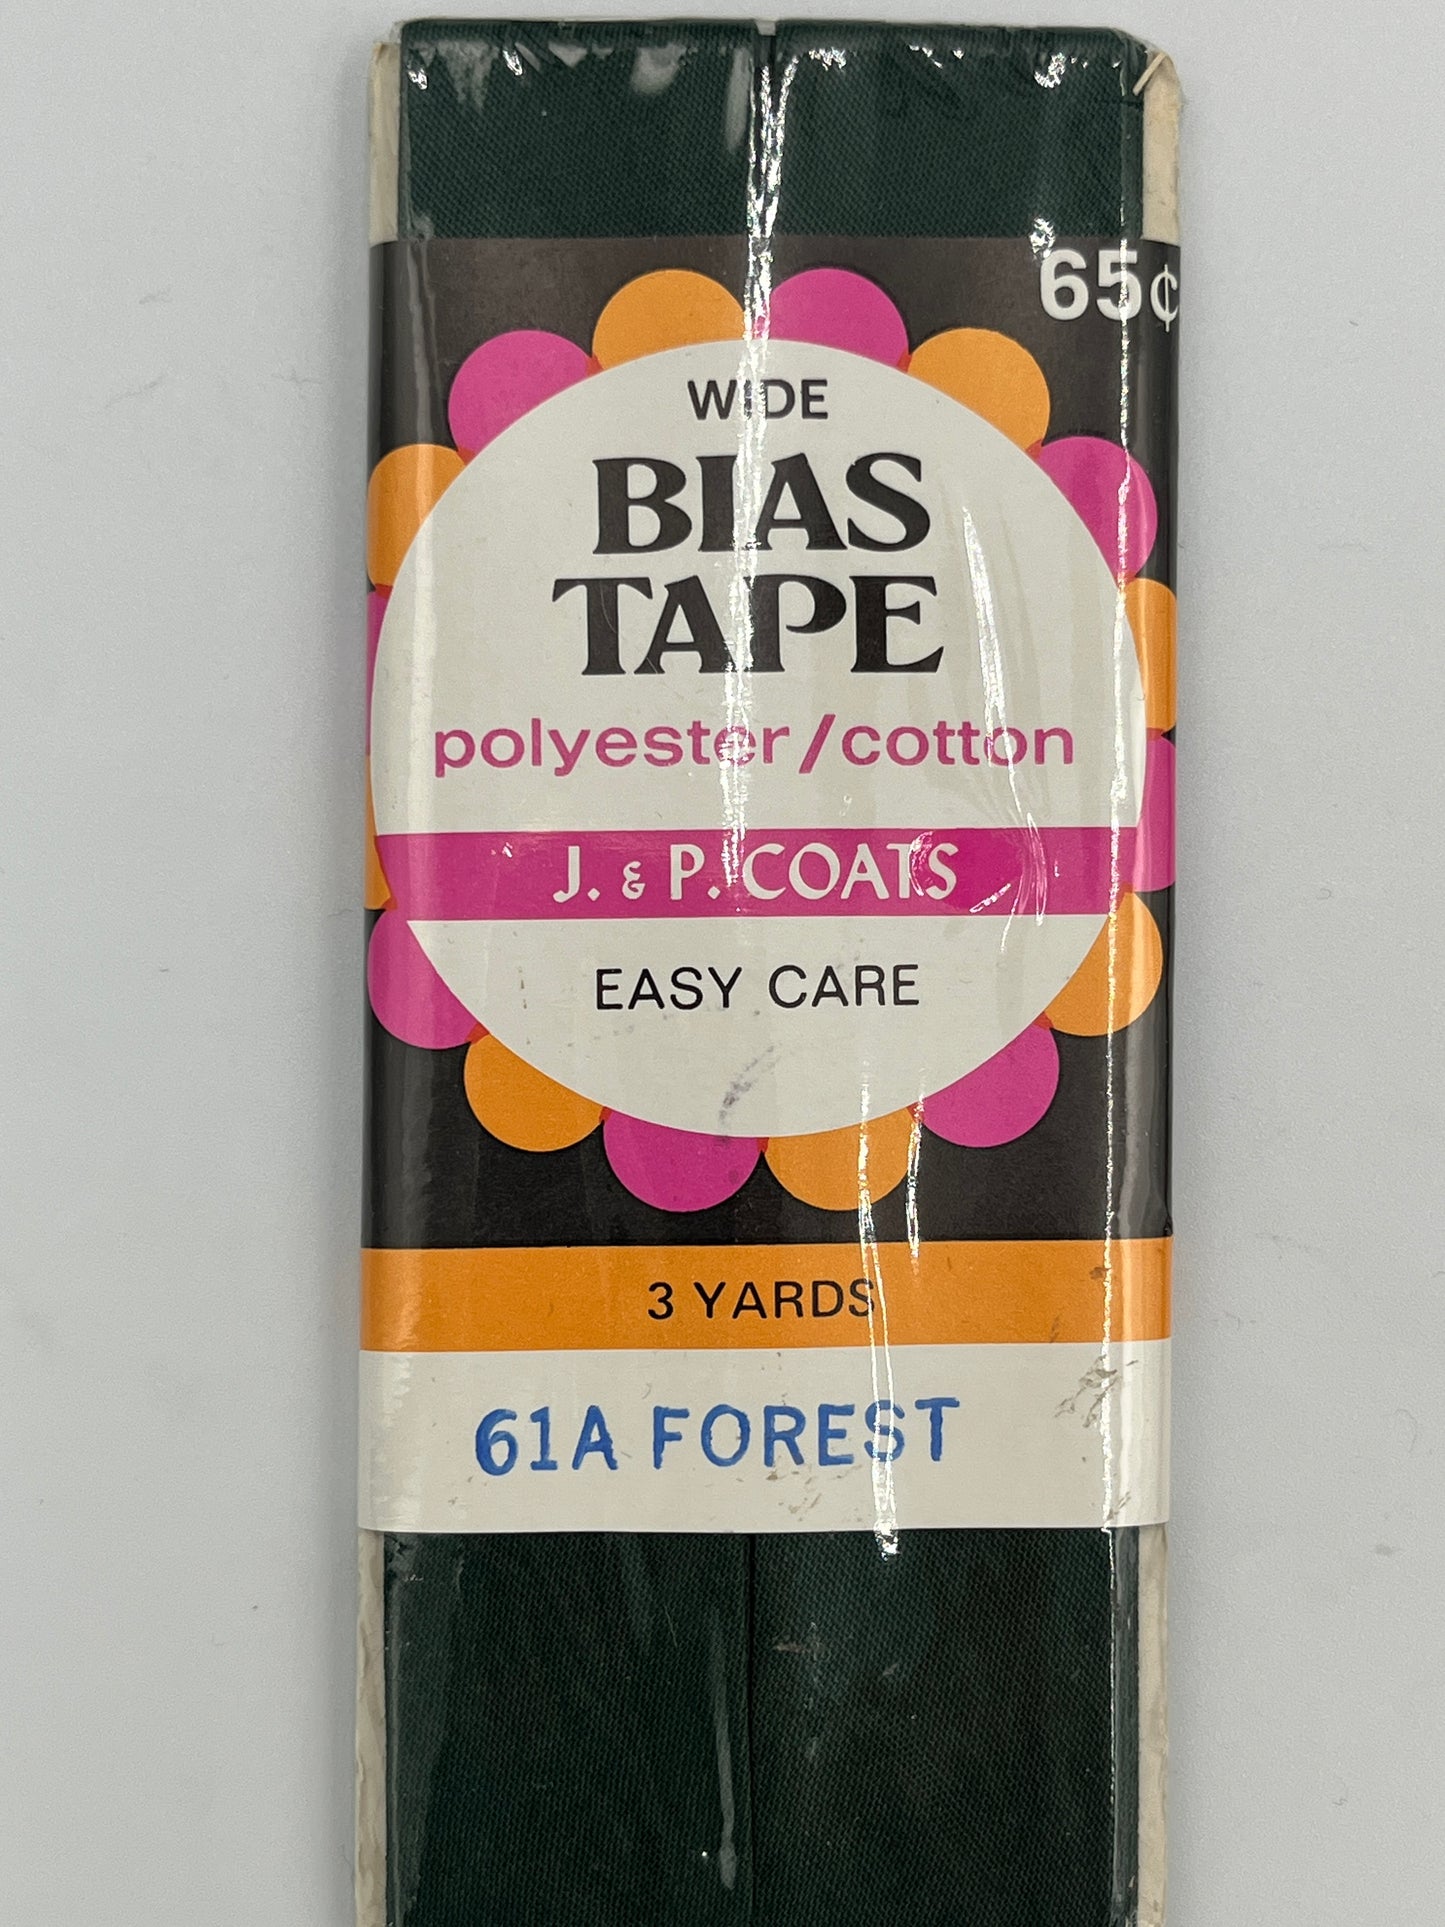 65¢
WIDE
BIAS
TAPE
polyester/cotton
J. & P. COATS
EASY CARE
3 YARDS
61A FOREST